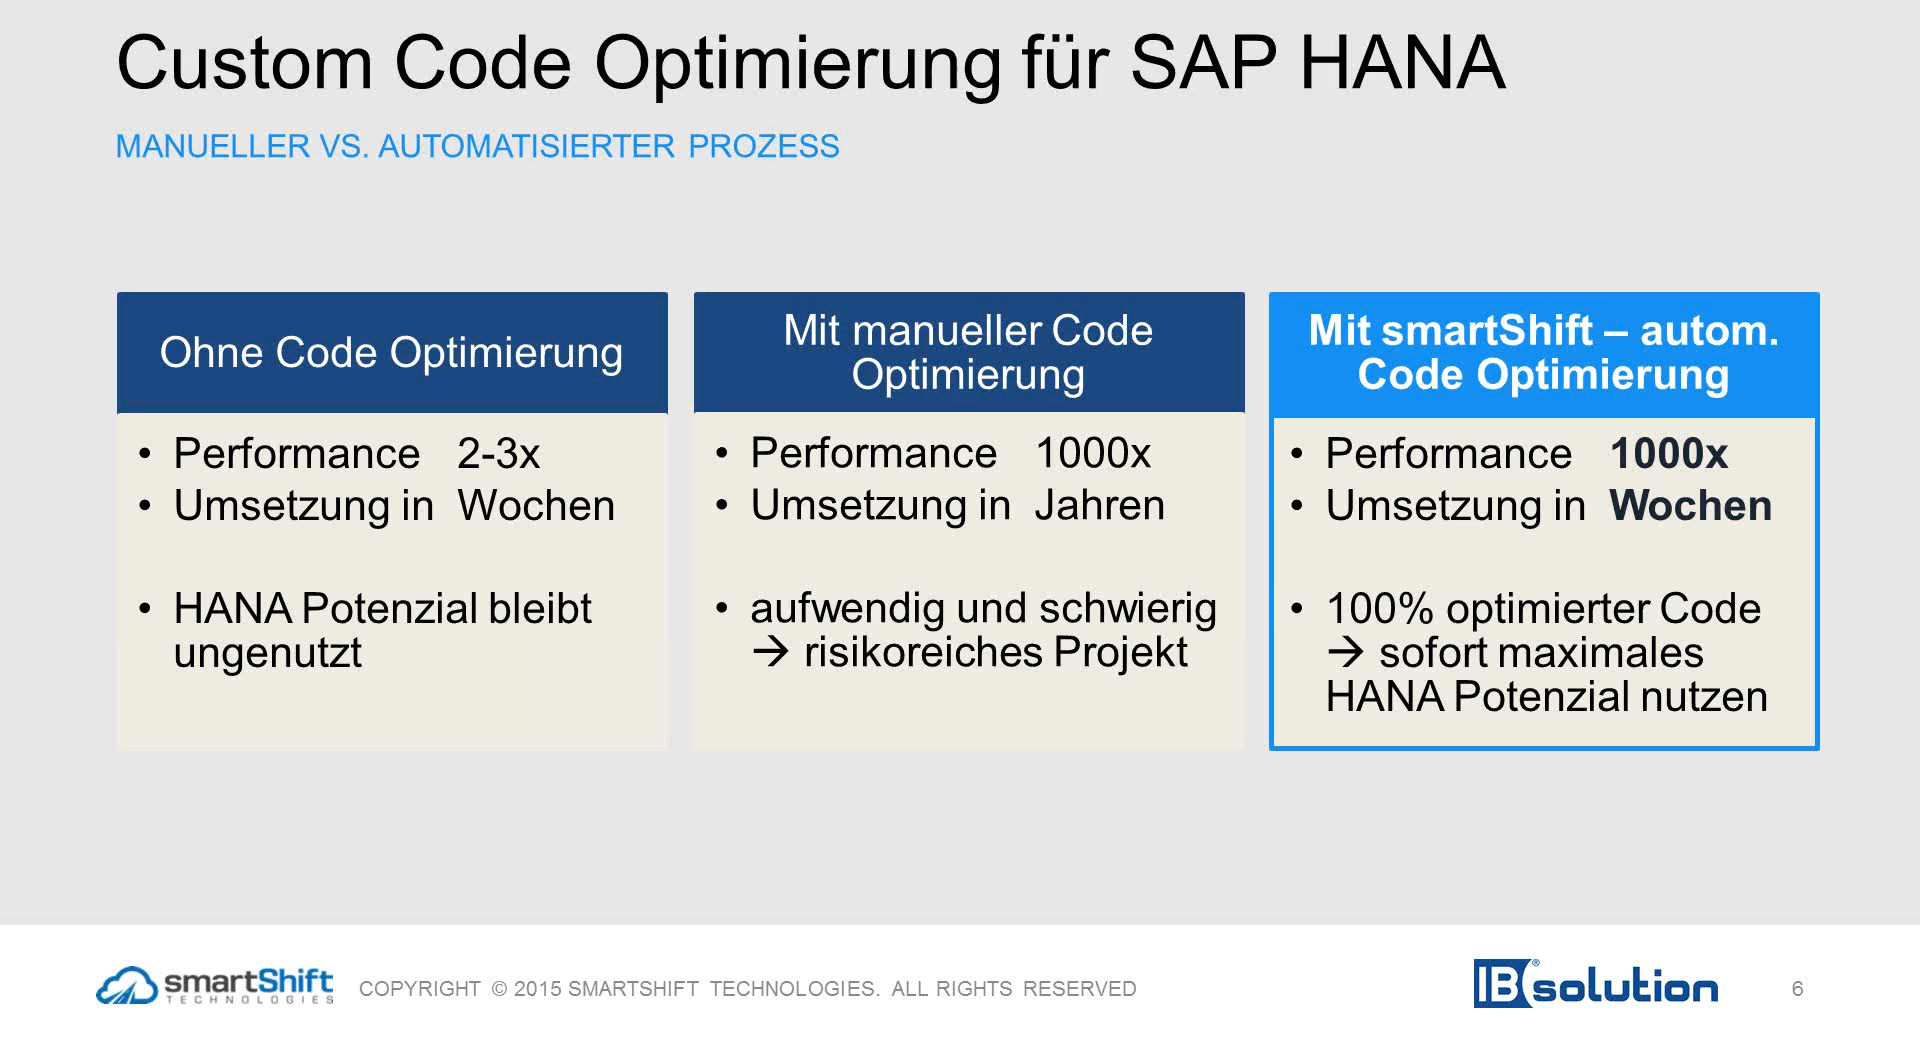 Custom Code Optimierung für SAP HANA
MANUELLER VS. AUTOMATISIERTER PROZESS
Ohne Code Optimierung
• Performance 2-3x
• Umsetzung in Wochen
• HANA Potenzial bleibt
ungenutzt
Mit manueller Code
Optimierung
• Performance 1000x
• Umsetzung in Jahren
• aufwendig und schwierig
→ risikoreiches Projekt
Mit smartShift – autom.
Code Optimierung
• Performance 1000x
• Umsetzung in Wochen
• 100% optimierter Code
→ sofort maximales
HANA Potenzial nutzen
smartShift
TECHNOLOGIES
COPYRIGHT © 2015 SMARTSHIFT TECHNOLOGIES. ALL RIGHTS RESERVED
IBsolution®
6